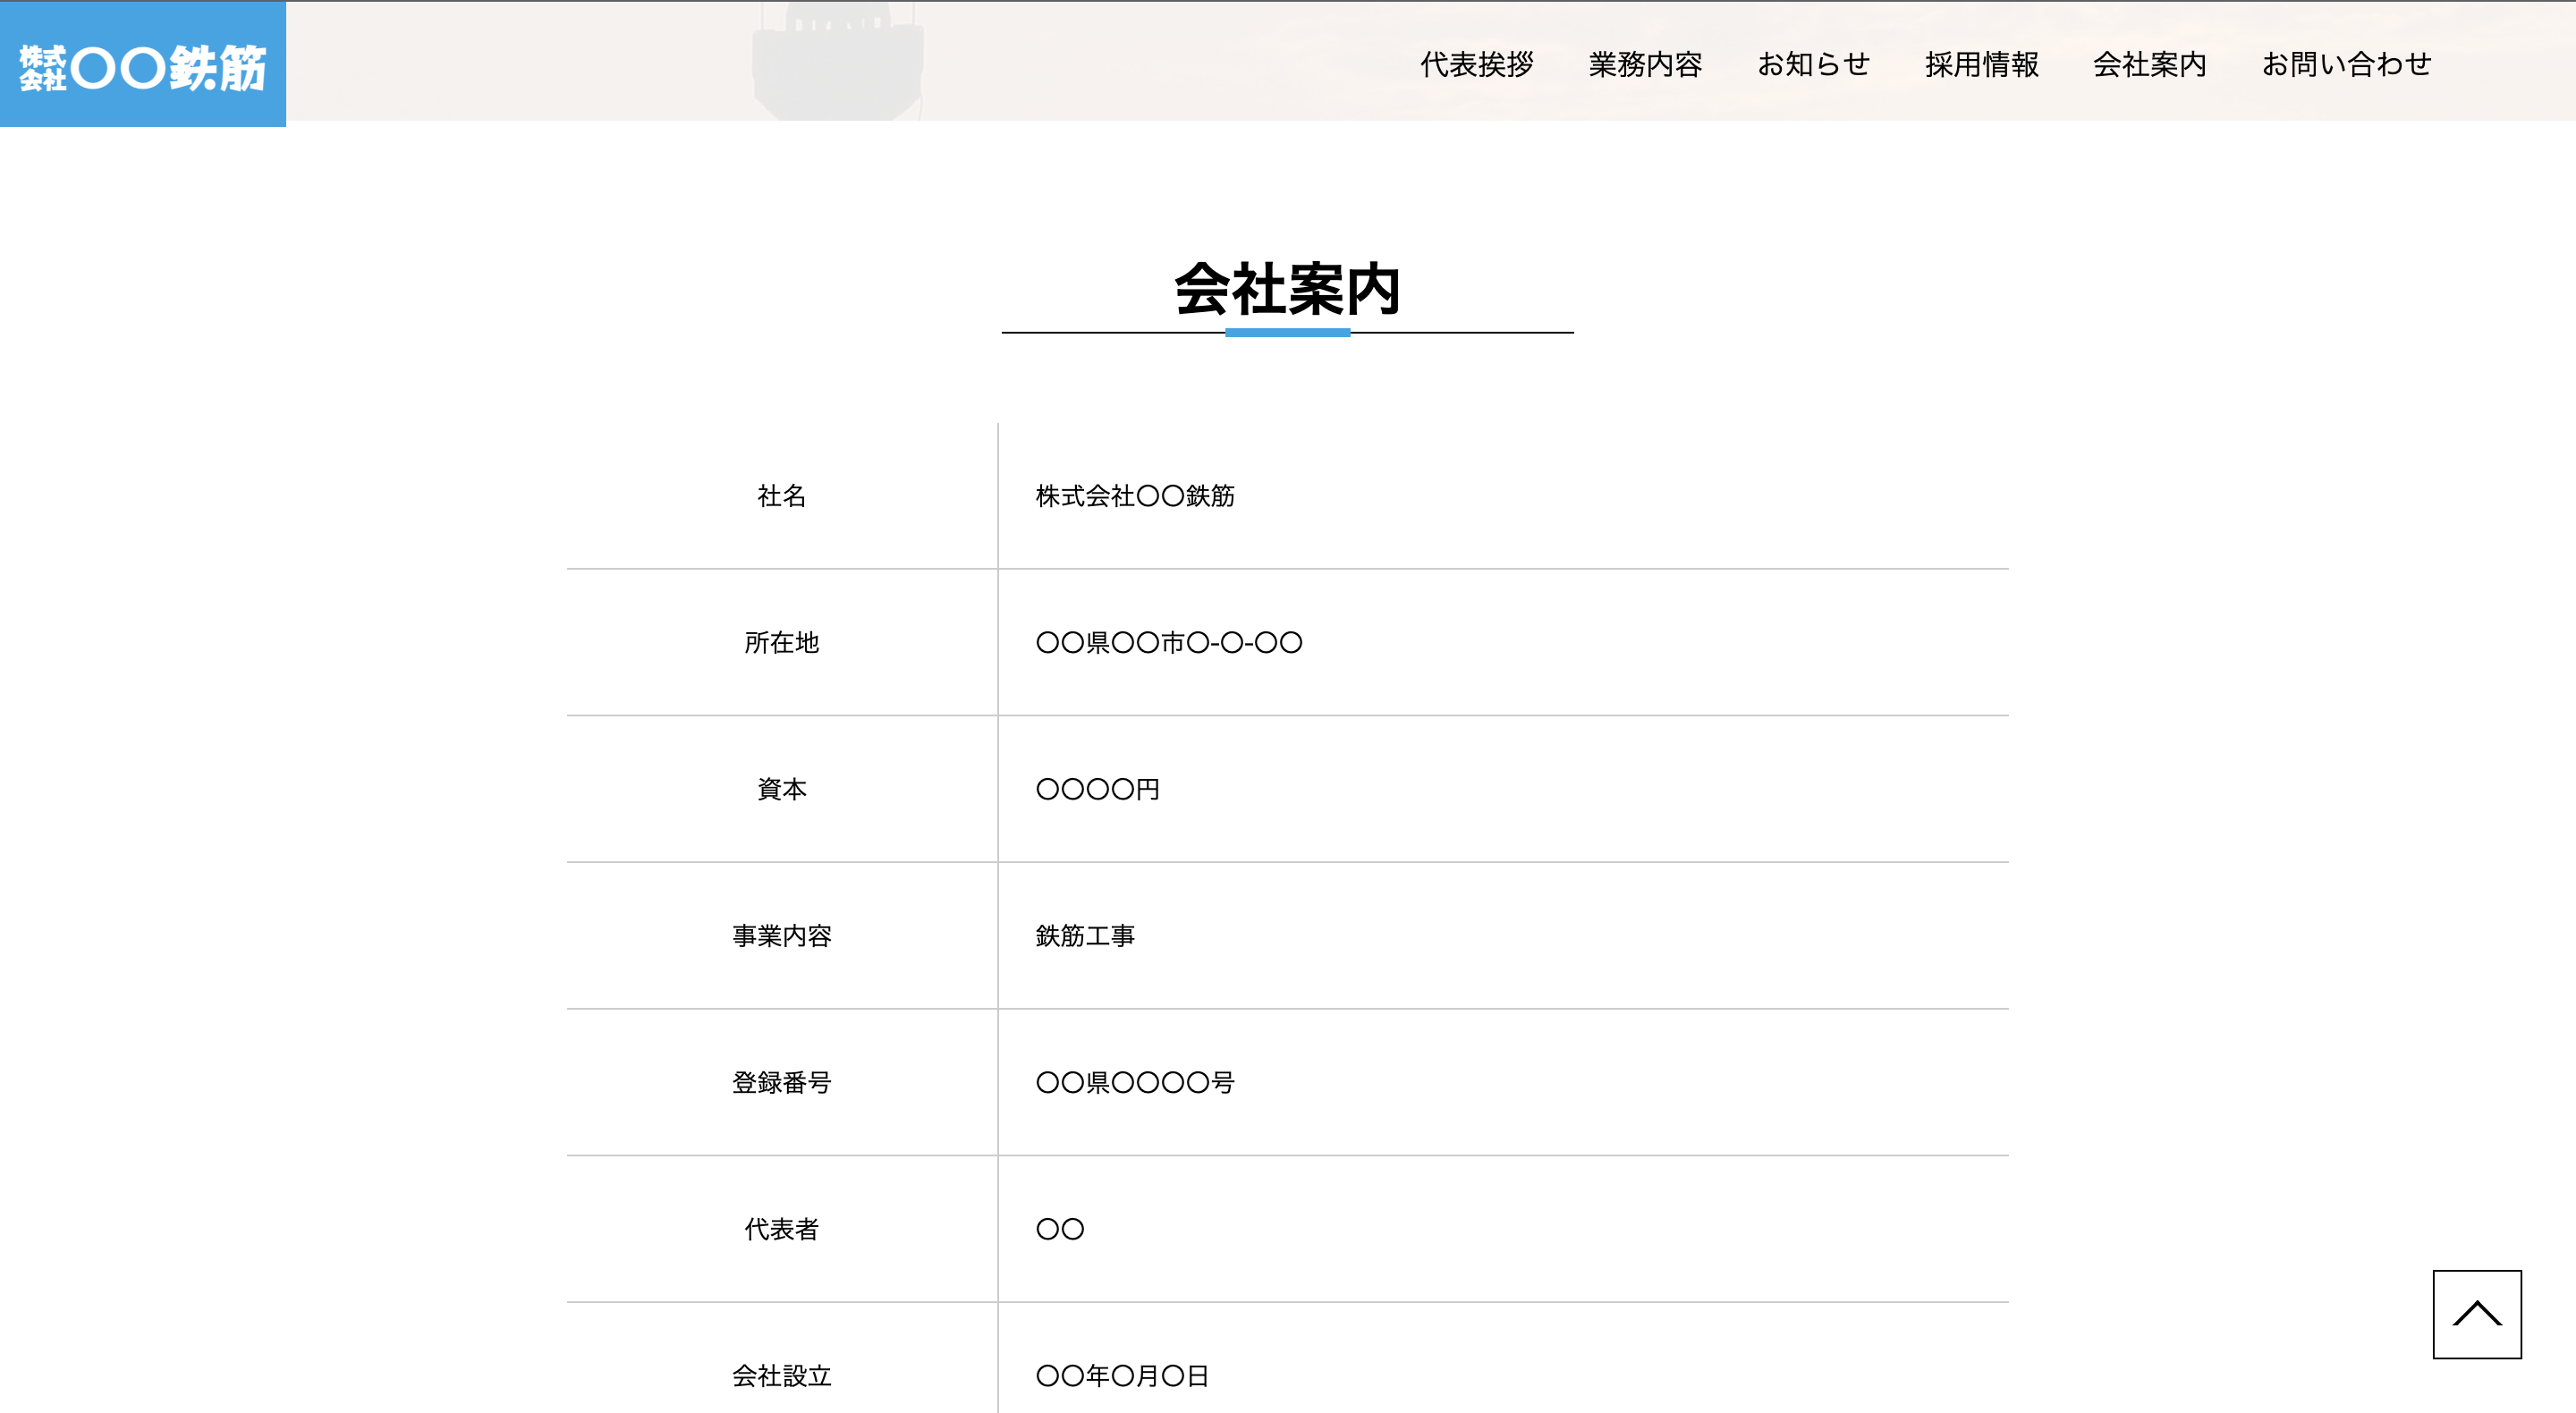 株式会社〇〇鉄筋
代表挨拶 業務内容 お知らせ 採用情報 会社案内 お問い合わせ
会社案内
社名 株式会社〇〇鉄筋
所在地 〇〇県〇〇市〇-〇-〇〇
資本 〇〇〇〇円
事業内容 鉄筋工事
登録番号 〇〇県〇〇〇〇号
代表者 〇〇
会社設立 〇〇年〇月〇日